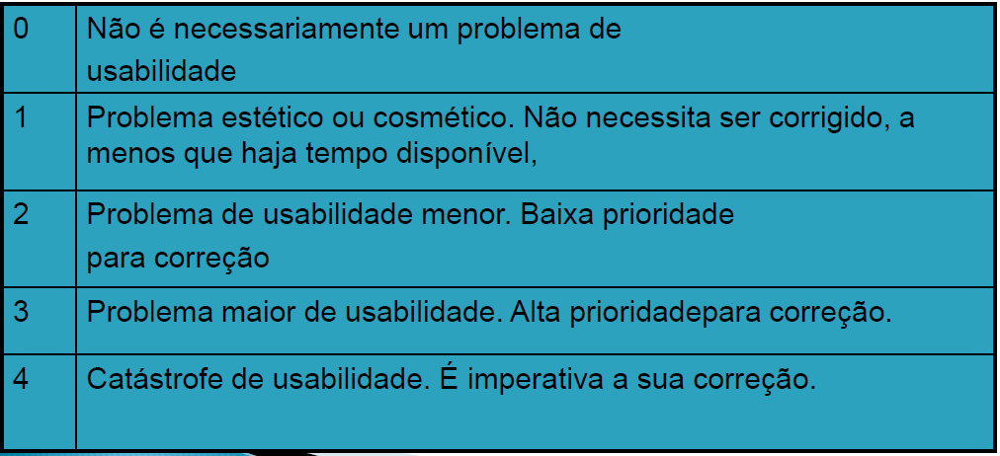 0 Não é necessariamente um problema de
usabilidade
1 Problema estético ou cosmético. Não necessita ser corrigido, a
menos que haja tempo disponível,
2 Problema de usabilidade menor. Baixa prioridade
para correção
3 Problema maior de usabilidade. Alta prioridadepara correção.
4 Catástrofe de usabilidade. É imperativa a sua correção.